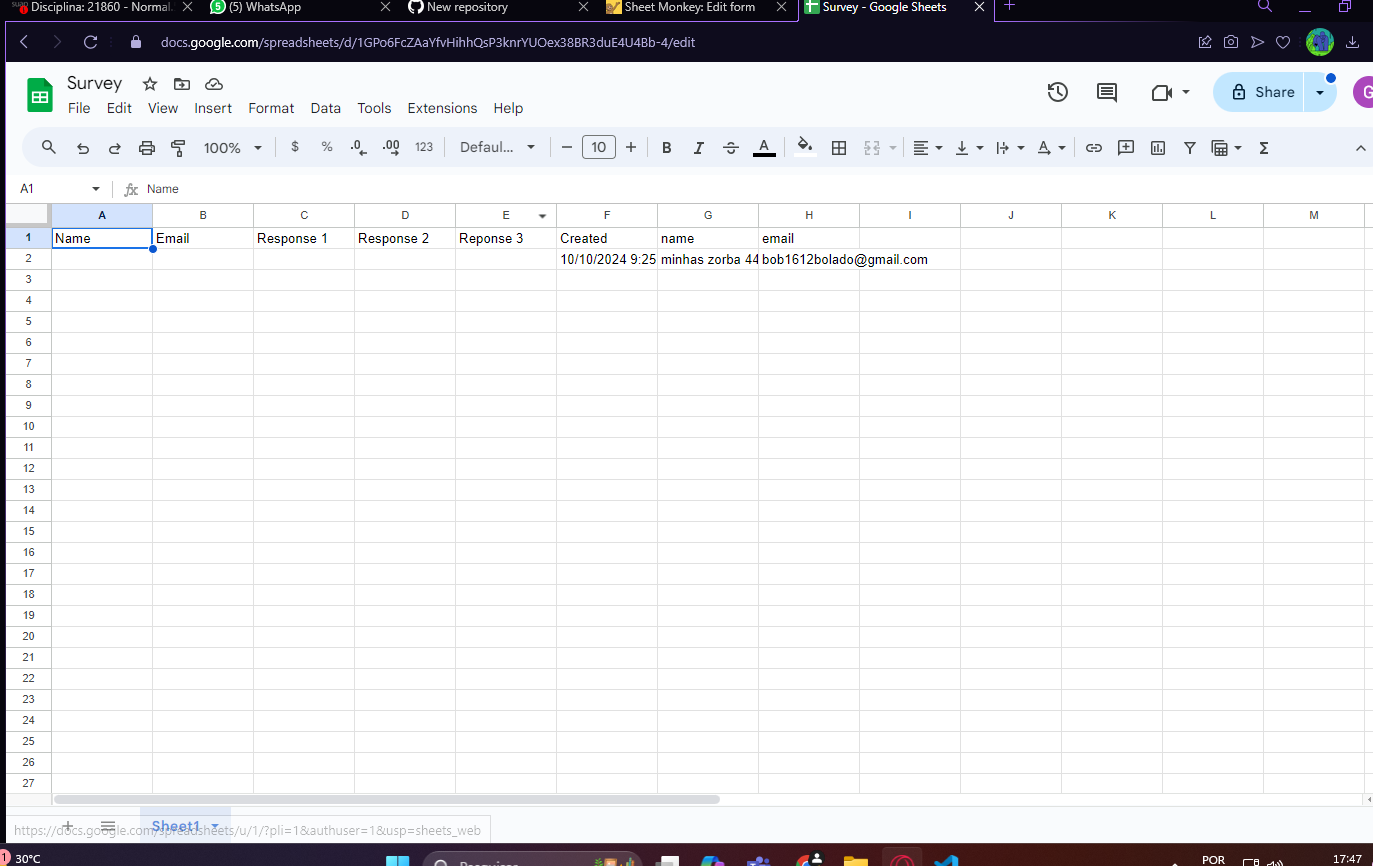 Disciplina: 21860 - Normal.
(5) WhatsApp
New repository
Sheet Monkey: Edit form
Survey - Google Sheets
docs.google.com/spreadsheets/d/1GPo6FcZAaYfvHihhQsP3knrYUOex38BR3duE4U4Bb-4/edit
Survey
File Edit View Insert Format Data Tools Extensions Help
Share
G
100% $ % .0 .00 123 Defaul... 10 B I A A Σ
A1 fx Name
A B C D E F G H I J K L M
1 Name Email Response 1 Response 2 Reponse 3 Created name email
2 10/10/2024 9:25 minhas zorba 44 bob1612bolado@gmail.com
3
4
5
6
7
8
9
10
11
12
13
14
15
16
17
18
19
20
21
22
23
24
25
26
27
Sheet1
https://docs.google.com/spreadsheets/u/1/?pli=1&authuser=1&usp=sheets_web
1 30°C
Pesquisar
POR
17:47